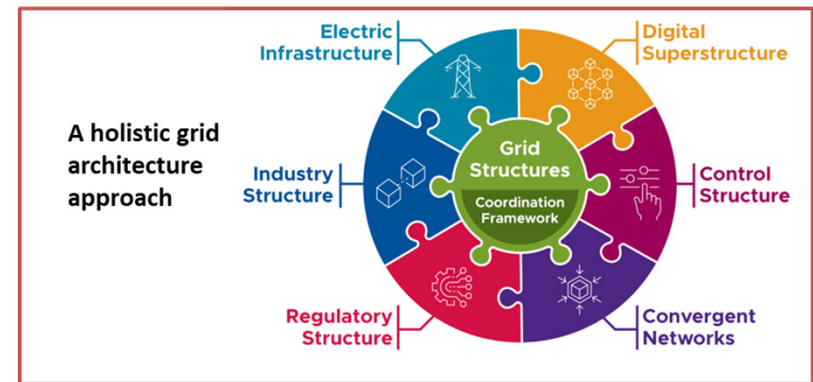 A holistic grid
architecture
approach
Electric
Infrastructure
Digital
Superstructure
Industry
Structure
Grid
Structures
Coordination
Framework
Control
Structure
Regulatory
Structure
Convergent
Networks